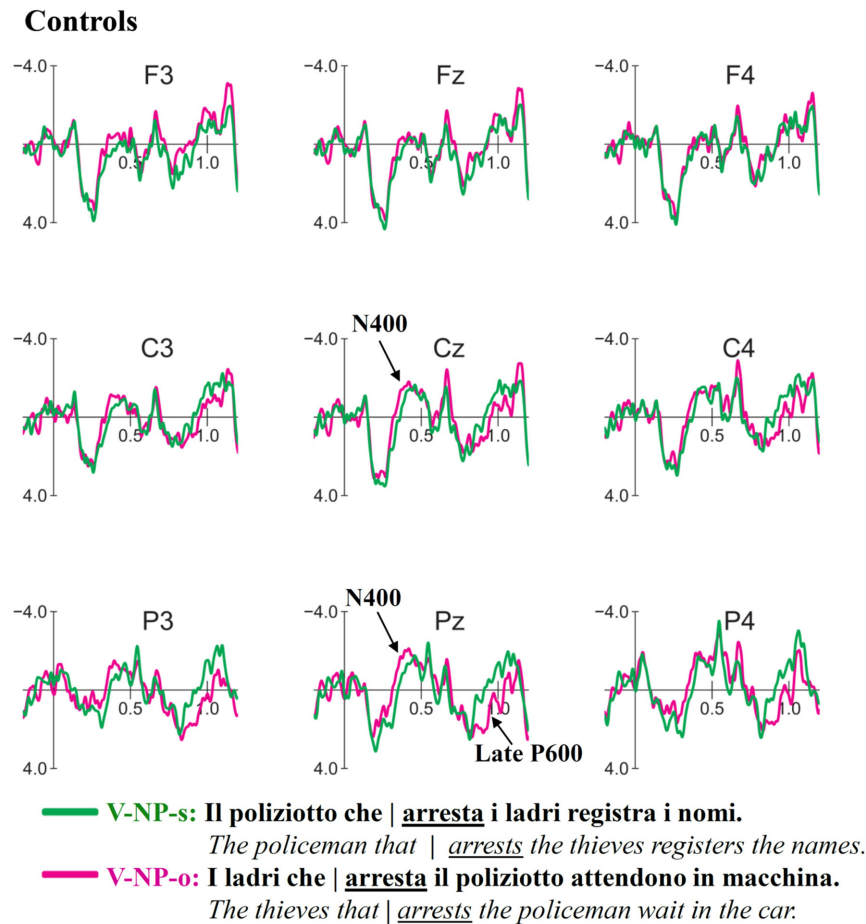 Controls
−4.0 F3 −4.0 Fz −4.0 F4
0.5 1.0 0.5 1.0 0.5 1.0
4.0 4.0 4.0
N400
−4.0 C3 −4.0 Cz −4.0 C4
0.5 1.0 0.5 1.0 0.5 1.0
4.0 4.0 4.0
N400
−4.0 P3 −4.0 Pz −4.0 P4
0.5 1.0 0.5 1.0 0.5 1.0
Late P600
4.0 4.0 4.0
V-NP-s: Il poliziotto che | arresta i ladri registra i nomi.
The policeman that | arrests the thieves registers the names.
V-NP-o: I ladri che | arresta il poliziotto attendono in macchina.
The thieves that | arrests the policeman wait in the car.